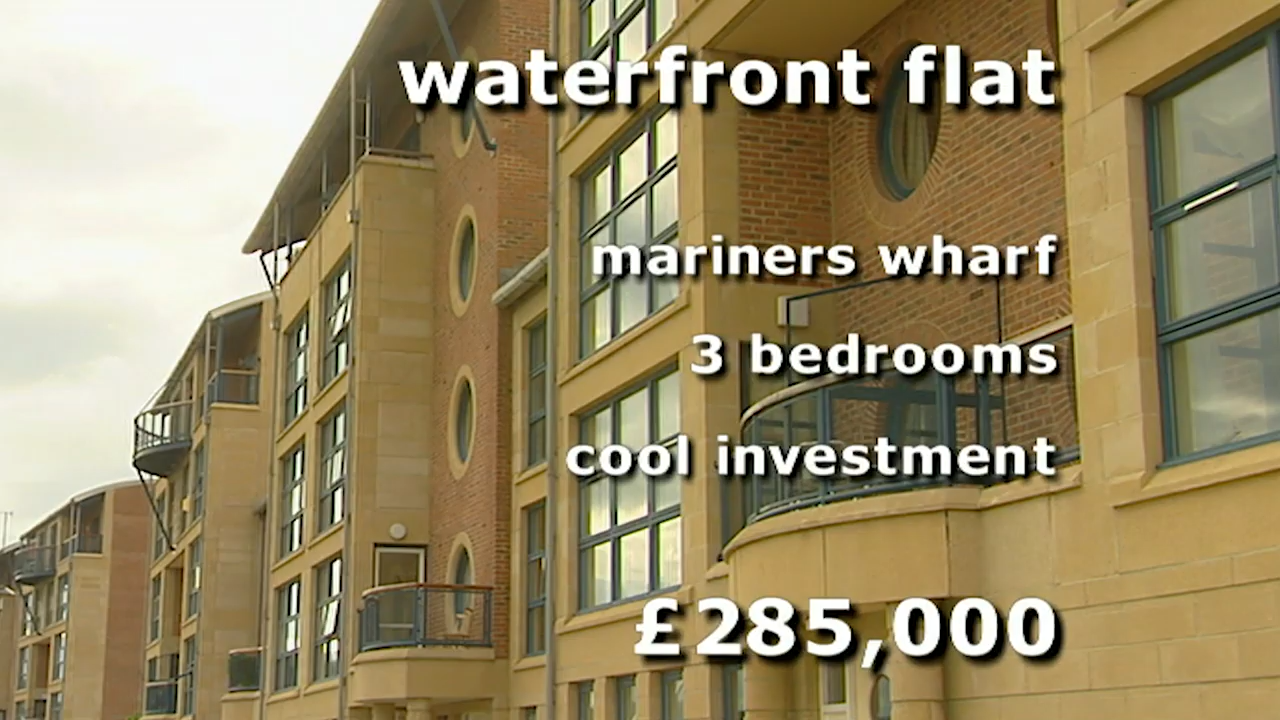 waterfront flat
mariners wharf
3 bedrooms
cool investment
£285,000